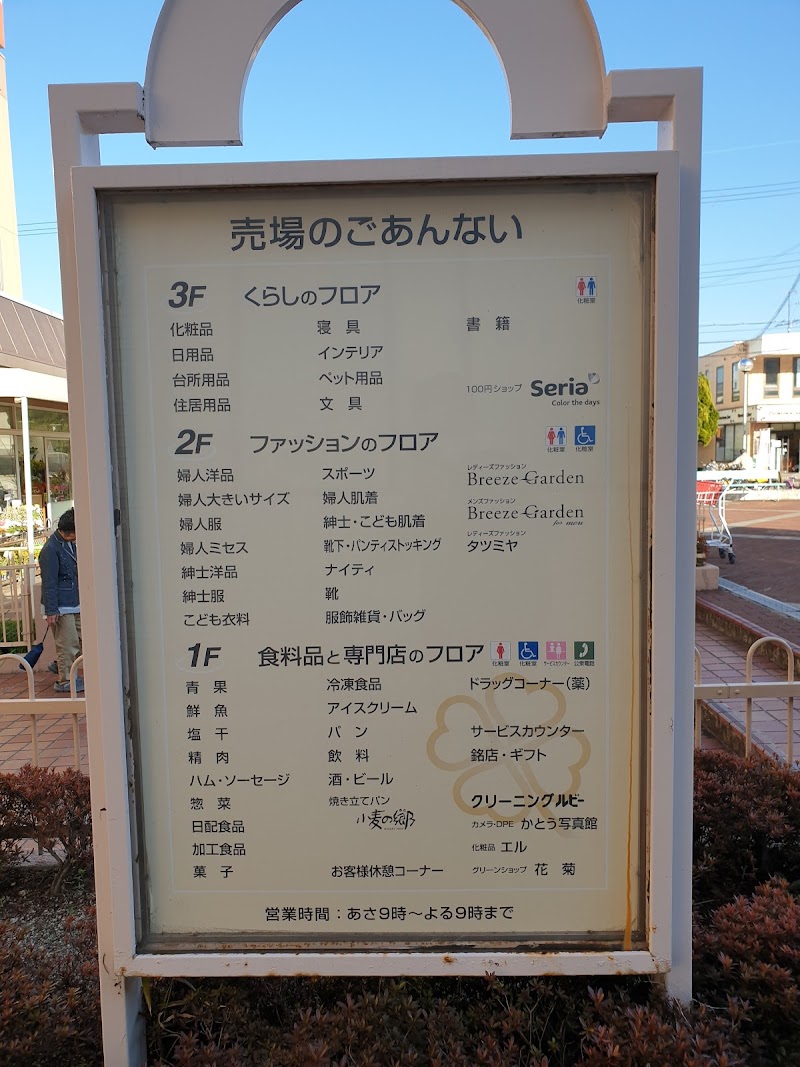 売場のごあんない
3F くらしのフロア 化粧室
化粧品 寝具 書籍
日用品 インテリア
台所用品 ペット用品 100円ショップ Seria
住居用品 文具 Color the days
2F ファッションのフロア 化粧室 化粧室
婦人洋品 スポーツ レディーズファッション Breeze Garden
婦人大きいサイズ 婦人肌着 メンズファッション
婦人服 紳士・こども肌着 Breeze Garden for men
婦人ミセス 靴下・パンティストッキング レディーズファッション タツミヤ
紳士洋品 ナイティ
紳士服 靴
こども衣料 服飾雑貨・バッグ
1F 食料品と専門店のフロア 化粧室 化粧室 サービスカウンター 公衆電話
青果 冷凍食品 ドラッグコーナー(薬)
鮮魚 アイスクリーム
塩干 パン サービスカウンター
精肉 飲料 銘店・ギフト
ハム・ソーセージ 酒・ビール
惣菜 焼き立てパン クリーニングルビー
日配食品 小麦の郷 カメラ・DPE かとう写真館
加工食品 化粧品 エル
菓子 お客様休憩コーナー グリーンショップ 花菊
営業時間：あさ9時〜よる9時まで